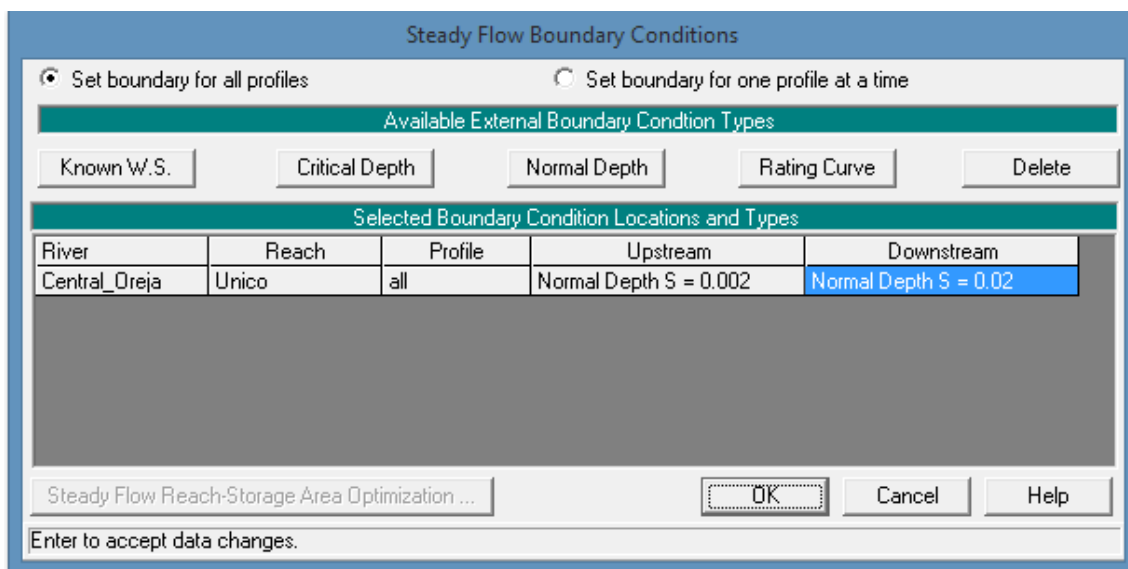 Steady Flow Boundary Conditions
Set boundary for all profiles Set boundary for one profile at a time
Available External Boundary Condtion Types
Known W.S. Critical Depth Normal Depth Rating Curve Delete
Selected Boundary Condition Locations and Types
River Reach Profile Upstream Downstream
Central_Oreja Unico all Normal Depth S = 0.002 Normal Depth S = 0.02
Steady Flow Reach-Storage Area Optimization ... OK Cancel Help
Enter to accept data changes.